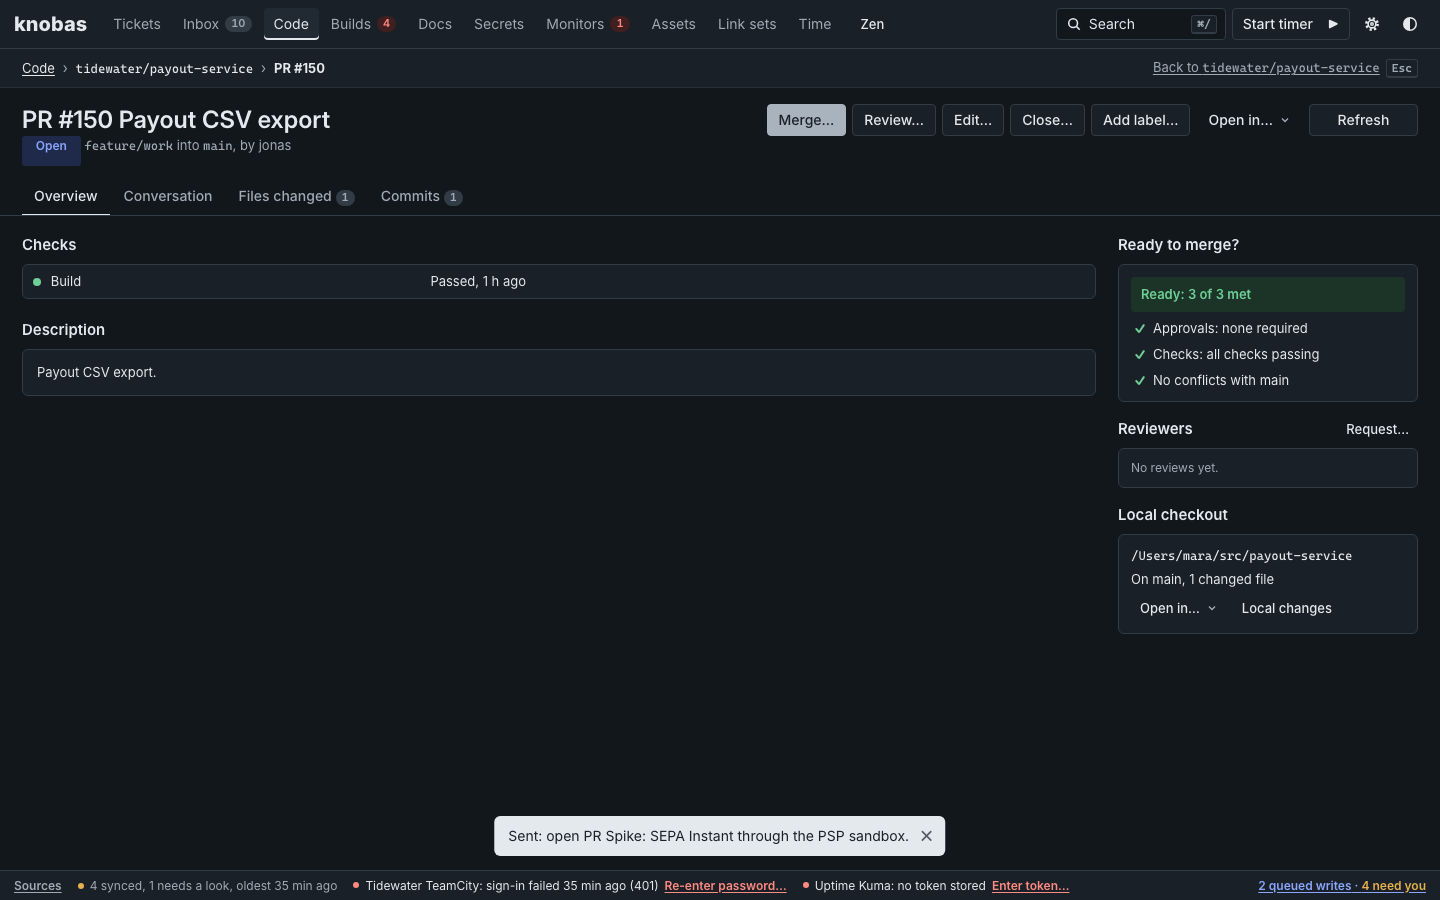 knobas Tickets Inbox 10 Code Builds 4 Docs Secrets Monitors 1 Assets Link sets Time Zen Search ⌘/ Start timer
Code › tidewater/payout-service › PR #150 Back to tidewater/payout-service Esc
PR #150 Payout CSV export Merge... Review... Edit... Close... Add label... Open in... Refresh
Open feature/work into main, by jonas
Overview Conversation Files changed 1 Commits 1
Checks
Build Passed, 1 h ago
Description
Payout CSV export.
Ready to merge?
Ready: 3 of 3 met
Approvals: none required
Checks: all checks passing
No conflicts with main
Reviewers Request...
No reviews yet.
Local checkout
/Users/mara/src/payout-service
On main, 1 changed file
Open in... Local changes
Sent: open PR Spike: SEPA Instant through the PSP sandbox.
Sources 4 synced, 1 needs a look, oldest 35 min ago Tidewater TeamCity: sign-in failed 35 min ago (401) Re-enter password... Uptime Kuma: no token stored Enter token... 2 queued writes · 4 need you